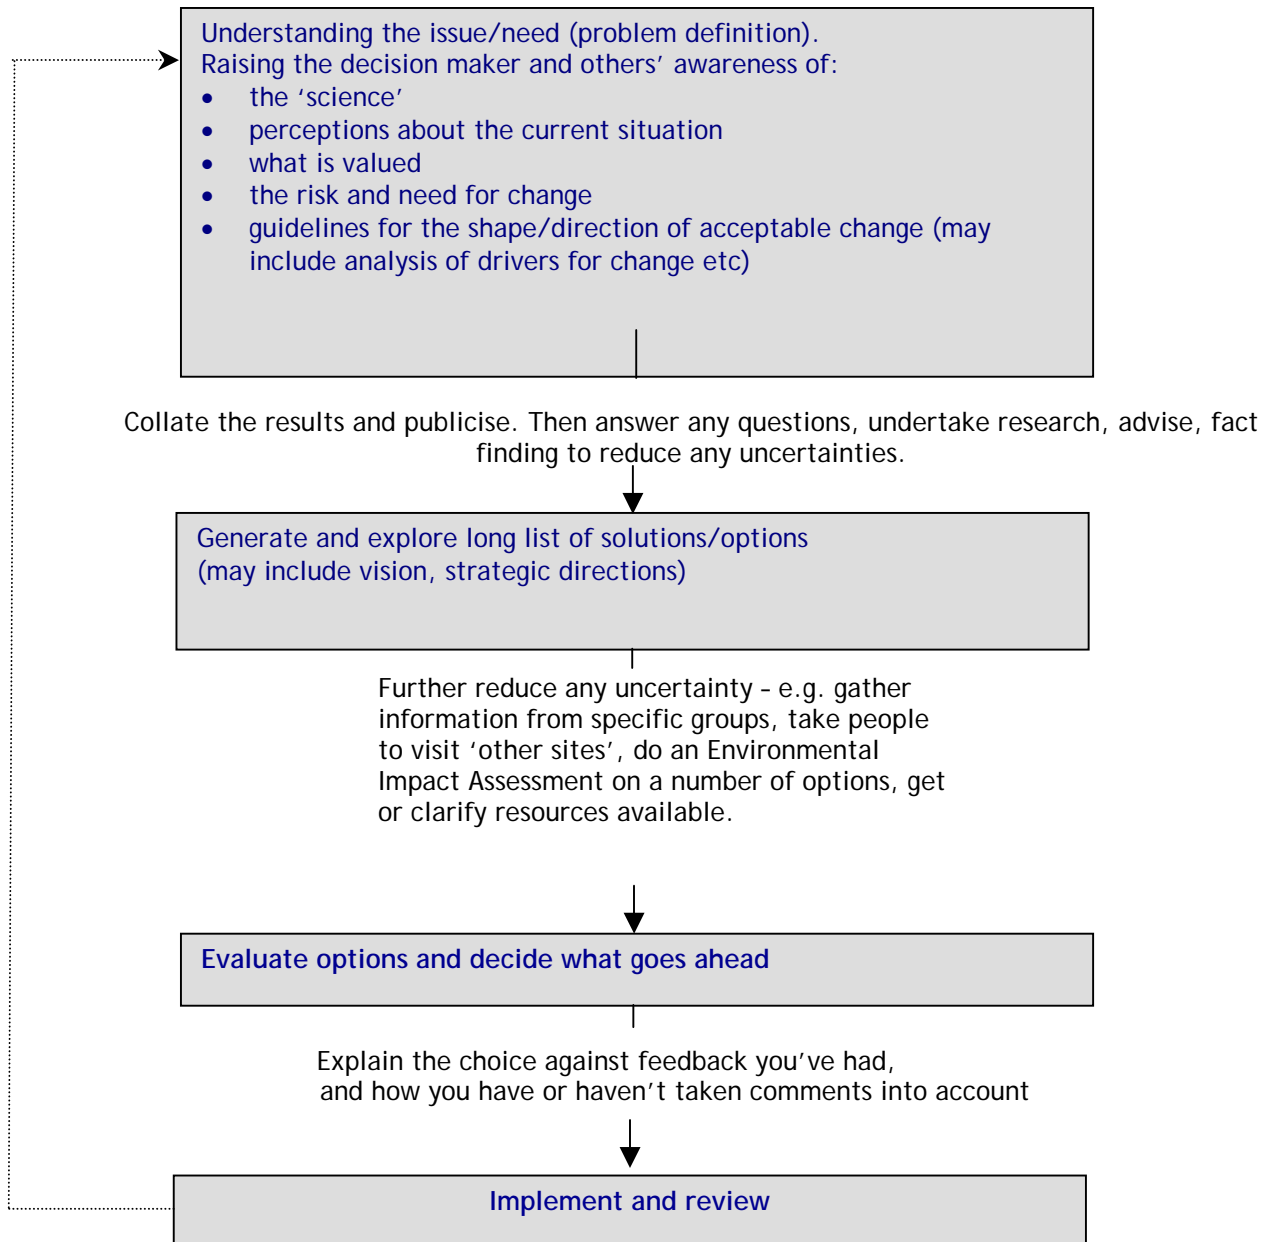 Understanding the issue/need (problem definition).
Raising the decision maker and others’ awareness of:
• the ‘science’
• perceptions about the current situation
• what is valued
• the risk and need for change
• guidelines for the shape/direction of acceptable change (may
include analysis of drivers for change etc)
Collate the results and publicise. Then answer any questions, undertake research, advise, fact
finding to reduce any uncertainties.
Generate and explore long list of solutions/options
(may include vision, strategic directions)
Further reduce any uncertainty – e.g. gather
information from specific groups, take people
to visit ‘other sites’, do an Environmental
Impact Assessment on a number of options, get
or clarify resources available.
Evaluate options and decide what goes ahead
Explain the choice against feedback you’ve had,
and how you have or haven’t taken comments into account
Implement and review